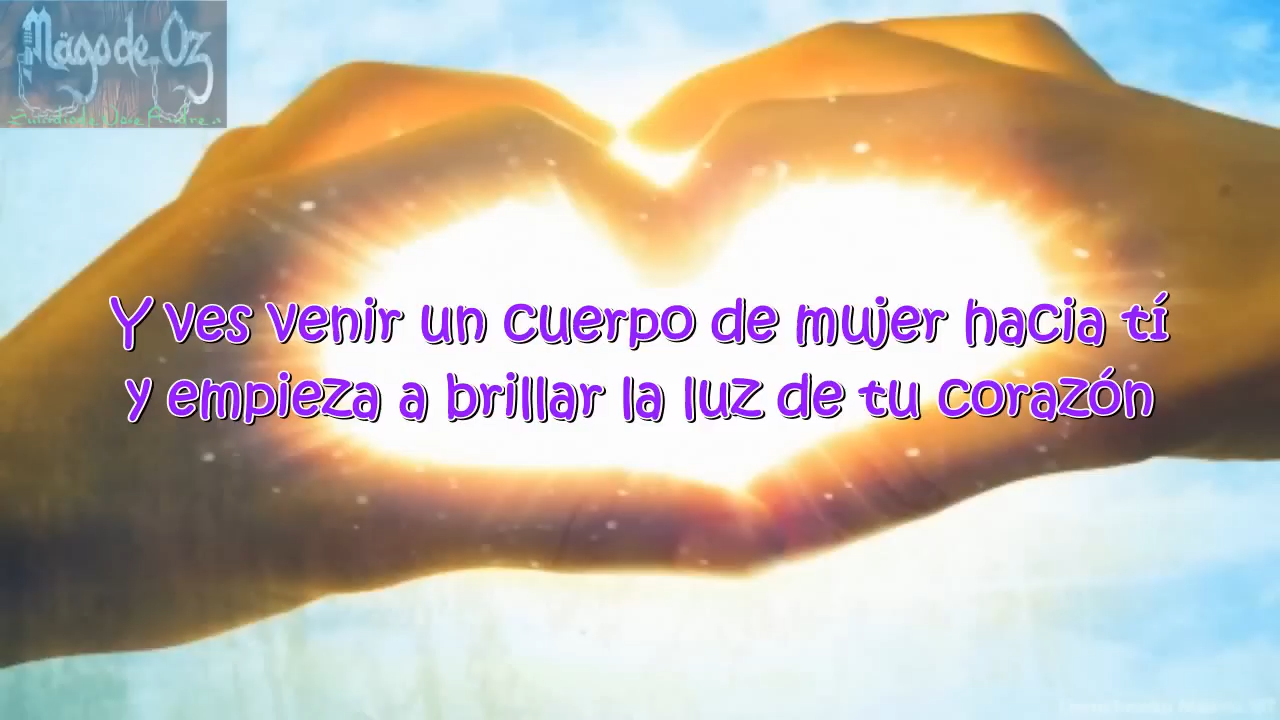 Mägo de Oz
Y ves venir un cuerpo de mujer hacia tí
y empieza a brillar la luz de tu corazón